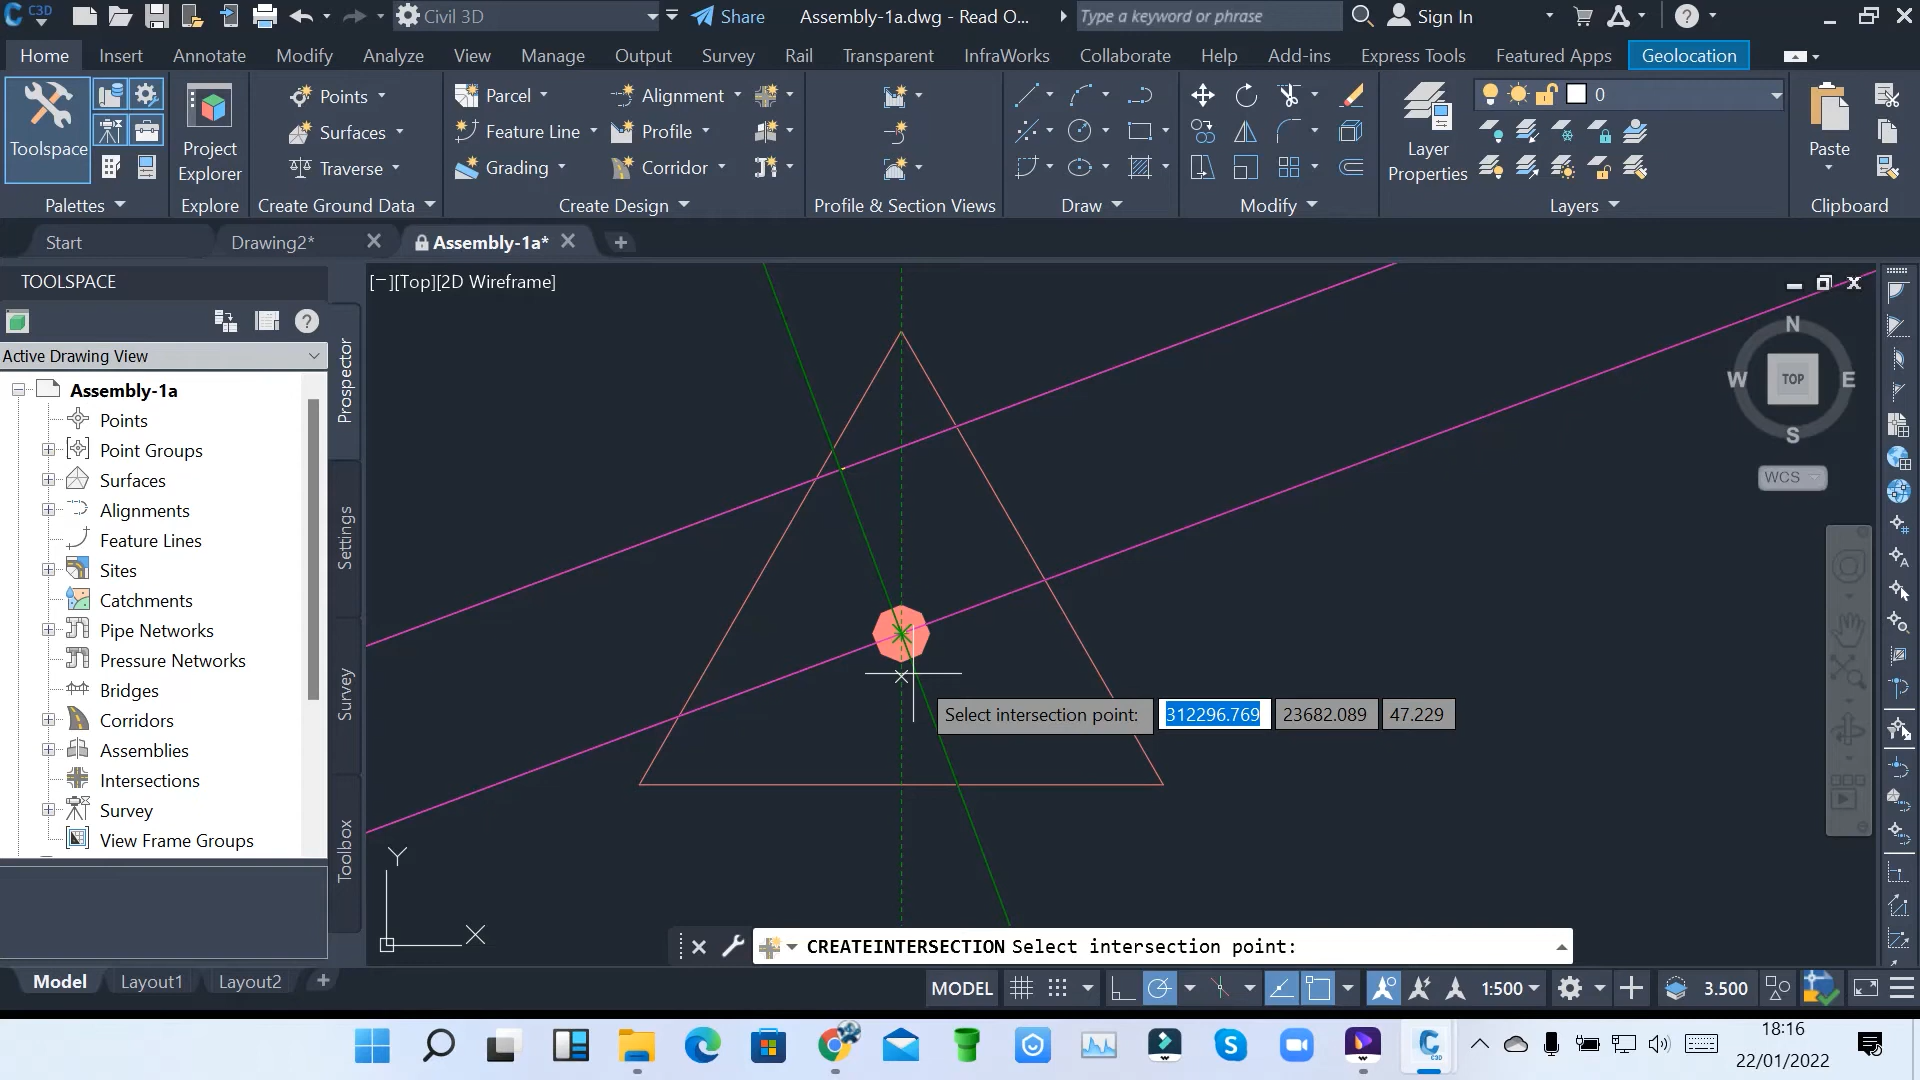 C3D Civil 3D Share Assembly-1a.dwg - Read O... Type a keyword or phrase Sign In
Home Insert Annotate Modify Analyze View Manage Output Survey Rail Transparent InfraWorks Collaborate Help Add-ins Express Tools Featured Apps Geolocation
Points Parcel Alignment 0
Surfaces Feature Line Profile
Toolspace Project Explorer Layer Properties Paste
Traverse Grading Corridor
Palettes Explore Create Ground Data Create Design Profile & Section Views Draw Modify Layers Clipboard
Start Drawing2* Assembly-1a*
TOOLSPACE
[−][Top][2D Wireframe]
Active Drawing View
Assembly-1a
Points
Point Groups
Surfaces
Alignments
Feature Lines
Sites
Catchments
Pipe Networks
Pressure Networks
Bridges
Corridors
Assemblies
Intersections
Survey
View Frame Groups
Prospector
Settings
Survey
Toolbox
N
W TOP E
S
WCS
Select intersection point: 312296.769 23682.089 47.229
Y
X
CREATEINTERSECTION Select intersection point:
Model Layout1 Layout2 MODEL 1:500 3.500
18:16
22/01/2022